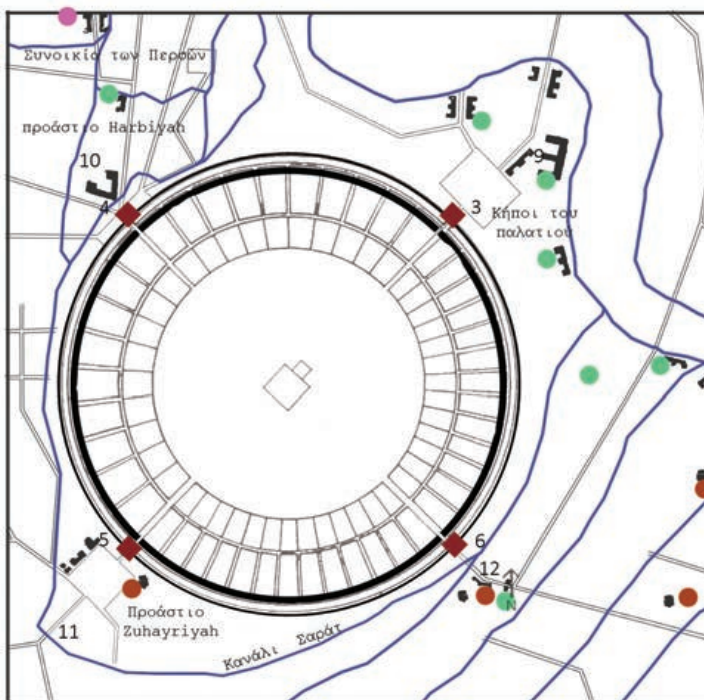 Συνοικία των Περσών
προάστιο Harbiyah
10
9
4
3
Κήποι του
παλατιού
5
6
12
N
Προάστιο
Zuhayriyah
11
Κανάλι Σαράτ